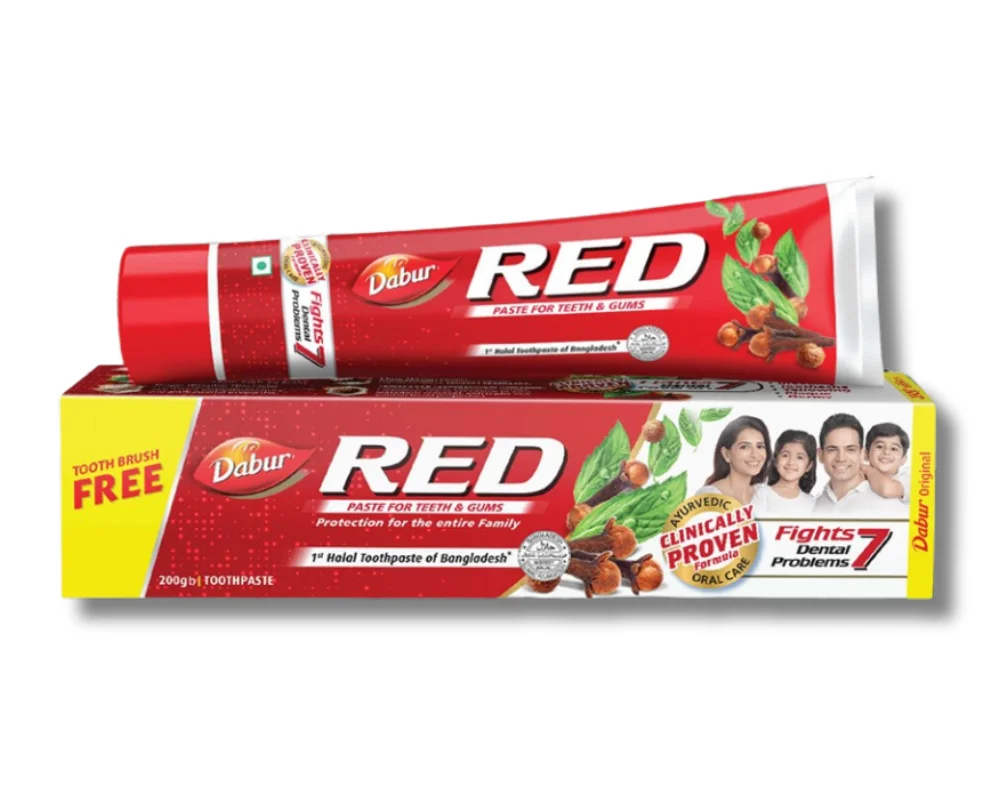 CLINICALLY
PROVEN
Fights 7
Dental
Problems
Dabur
RED
PASTE FOR TEETH & GUMS
1st Halal Toothpaste of Bangladesh*
TOOTH BRUSH
FREE
Dabur
RED
PASTE FOR TEETH & GUMS
Protection for the entire Family
1st Halal Toothpaste of Bangladesh*
200g
TOOTHPASTE
AYURVEDIC
CLINICALLY
PROVEN
Formula
ORAL CARE
Fights 7
Dental
Problems
Dabur Original